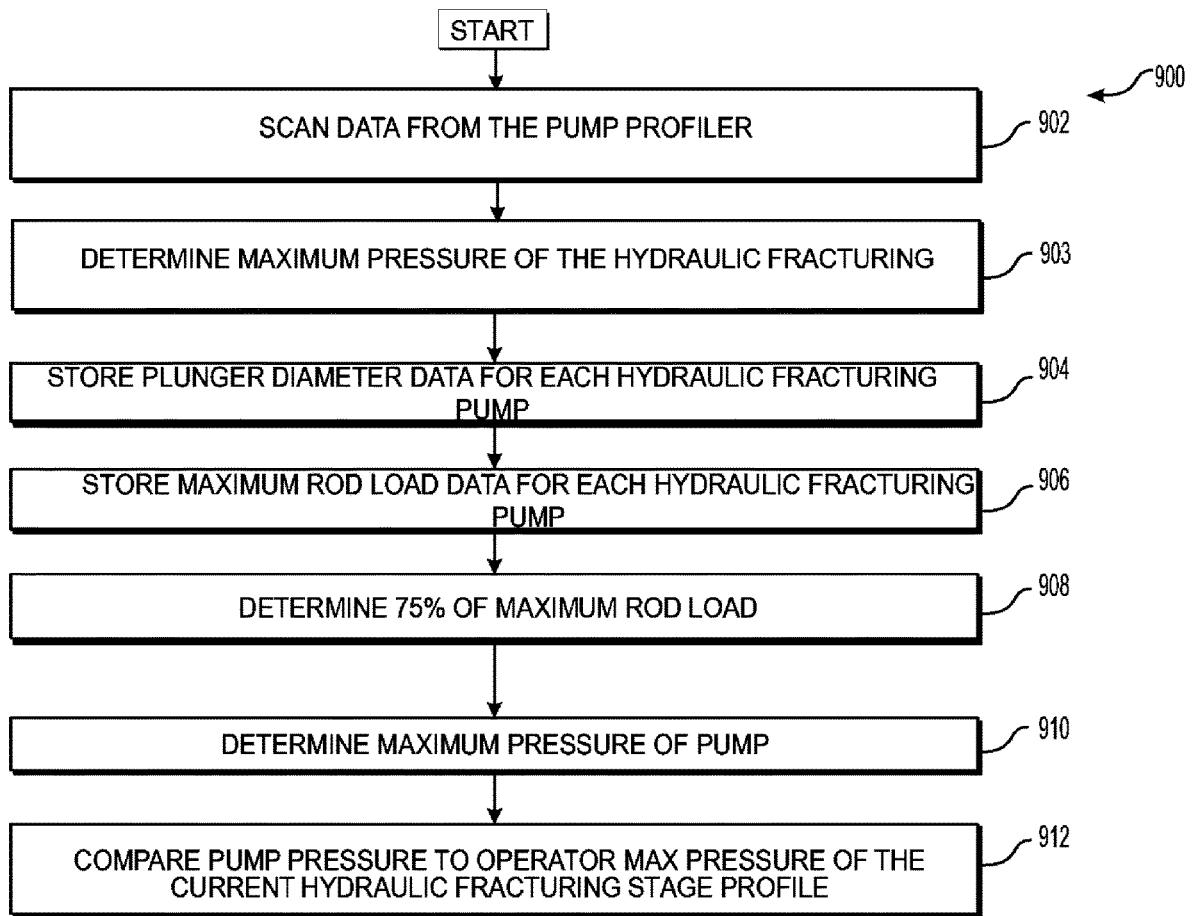 START
900
SCAN DATA FROM THE PUMP PROFILER
902
DETERMINE MAXIMUM PRESSURE OF THE HYDRAULIC FRACTURING
903
STORE PLUNGER DIAMETER DATA FOR EACH HYDRAULIC FRACTURING
PUMP
904
STORE MAXIMUM ROD LOAD DATA FOR EACH HYDRAULIC FRACTURING
PUMP
906
DETERMINE 75% OF MAXIMUM ROD LOAD
908
DETERMINE MAXIMUM PRESSURE OF PUMP
910
COMPARE PUMP PRESSURE TO OPERATOR MAX PRESSURE OF THE
CURRENT HYDRAULIC FRACTURING STAGE PROFILE
912